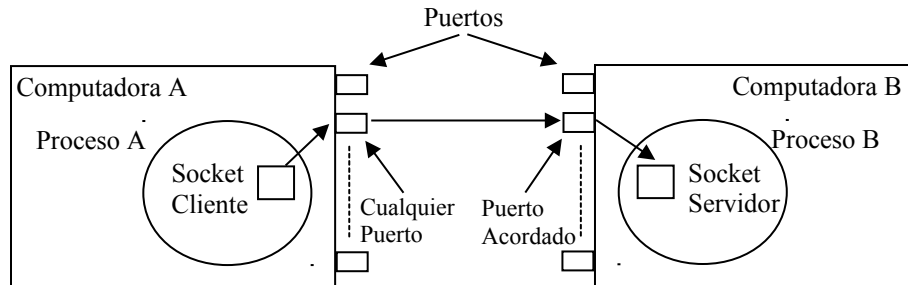 Puertos
Computadora A
Computadora B
Proceso A
Proceso B
Socket
Cliente
Cualquier
Puerto
Puerto
Acordado
Socket
Servidor